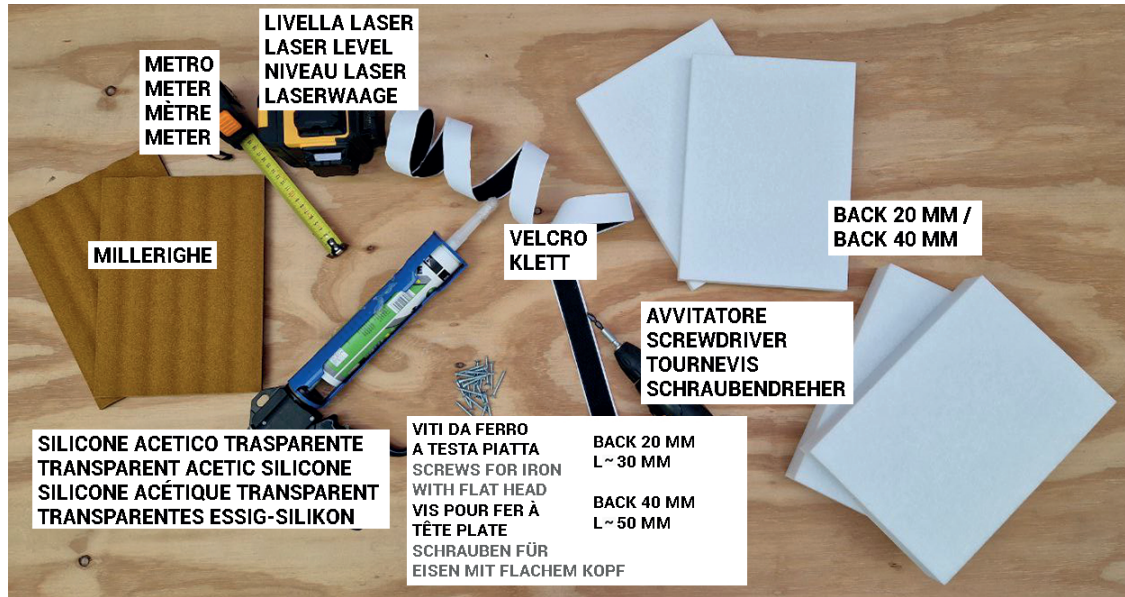 LIVELLA LASER
LASER LEVEL
NIVEAU LASER
LASERWAAGE
METRO
METER
MÈTRE
METER
MILLERIGHE
VELCRO
KLETT
BACK 20 MM /
BACK 40 MM
AVVITATORE
SCREWDRIVER
TOURNEVIS
SCHRAUBENDREHER
SILICONE ACETICO TRASPARENTE
TRANSPARENT ACETIC SILICONE
SILICONE ACÉTIQUE TRANSPARENT
TRANSPARENTES ESSIG-SILIKON
VITI DA FERRO
A TESTA PIATTA
SCREWS FOR IRON
WITH FLAT HEAD
VIS POUR FER À
TÊTE PLATE
SCHRAUBEN FÜR
EISEN MIT FLACHEM KOPF
BACK 20 MM
L~30 MM
BACK 40 MM
L~50 MM